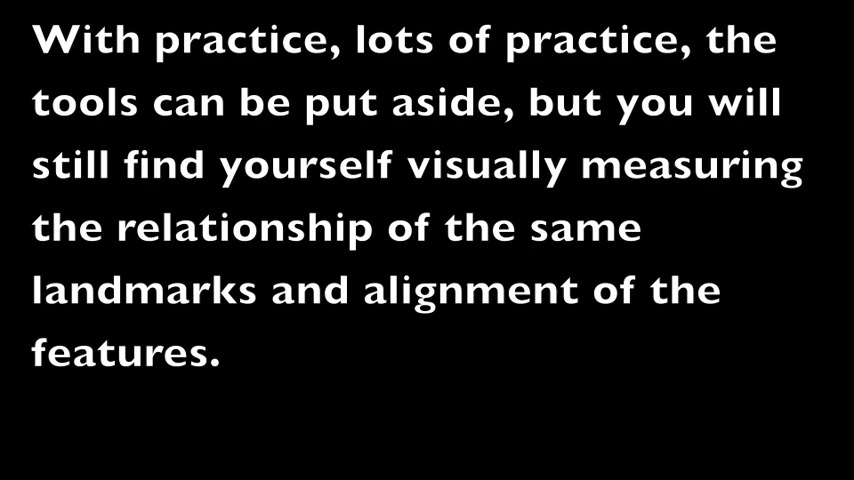 With practice, lots of practice, the
tools can be put aside, but you will
still find yourself visually measuring
the relationship of the same
landmarks and alignment of the
features.